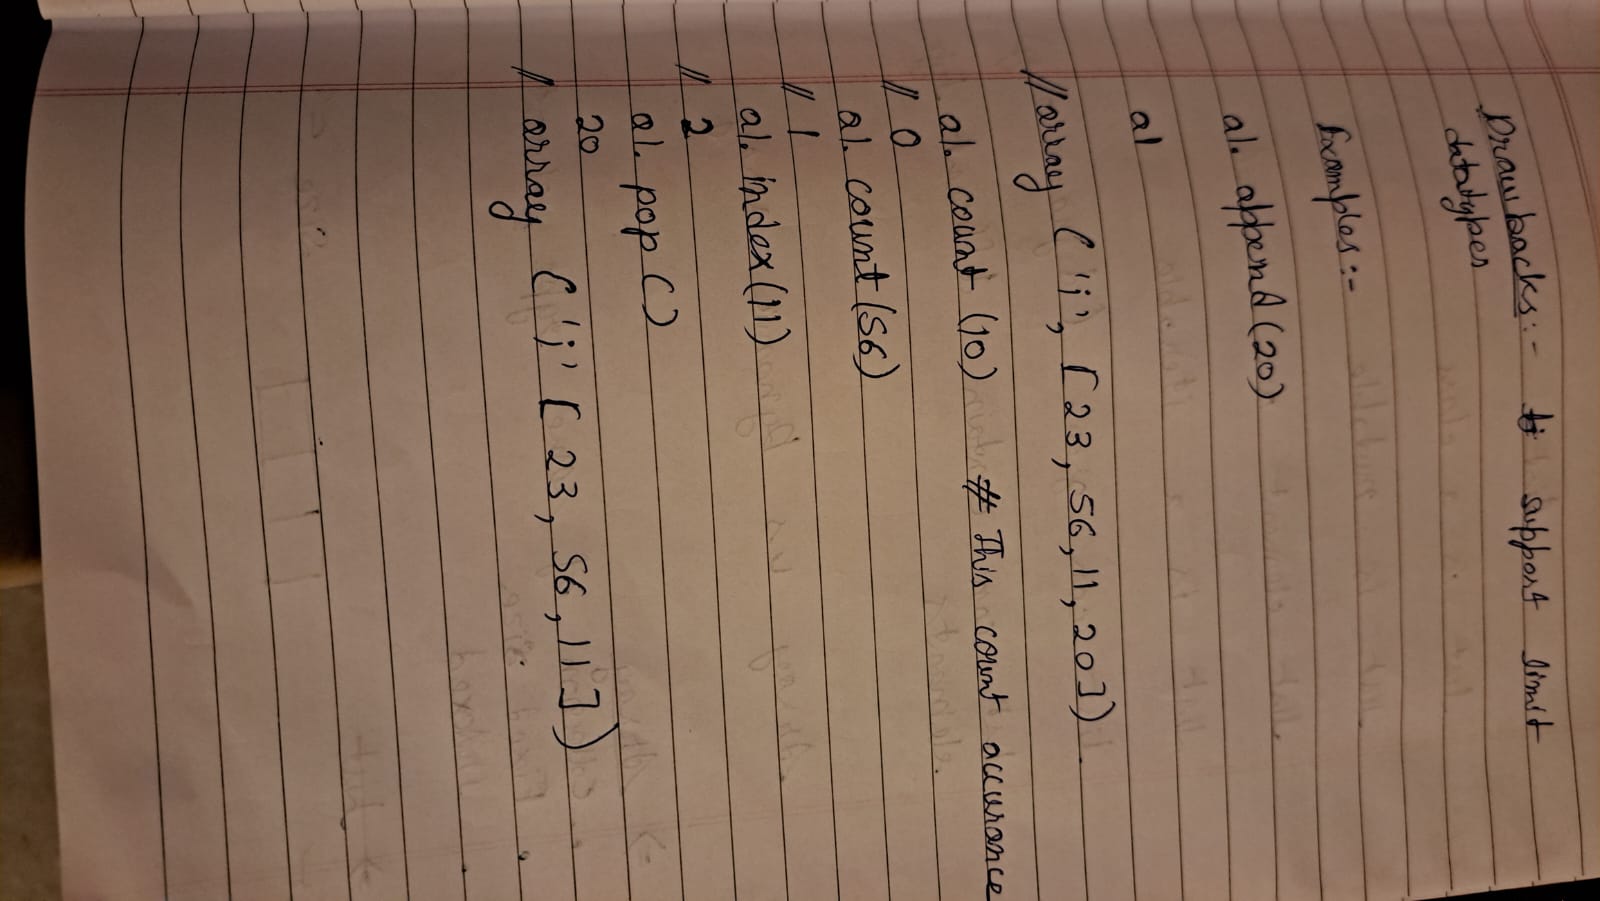 Drawbacks:- support limit
datatypes
Examples:-
al. append(20)
al
//array ('i', [23, 56, 11, 20])
al. count (10) # This count accurance
// 0
al. count (56)
// 1
al. index (11)
// 2
al. pop ()
20
// array ('i' [23, 56, 11])